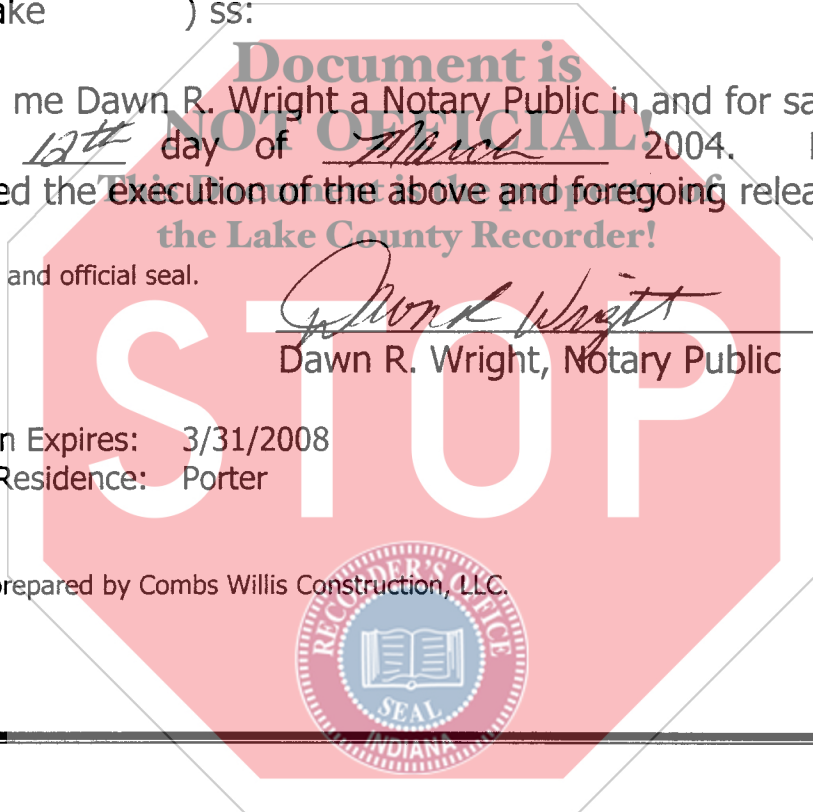 ake ) ss:
Document is
me Dawn R. Wright a Notary Public in and for sa
NOT OFFICIAL!
12th day of March 2004.
This Document is the property of
ed the execution of the above and foregoing relea
the Lake County Recorder!
and official seal.
Dawn R Wright
Dawn R. Wright, Notary Public
STOP
n Expires: 3/31/2008
Residence: Porter
prepared by Combs Willis Construction, LLC.
RECORDER'S OFFICE
SEAL
INDIANA